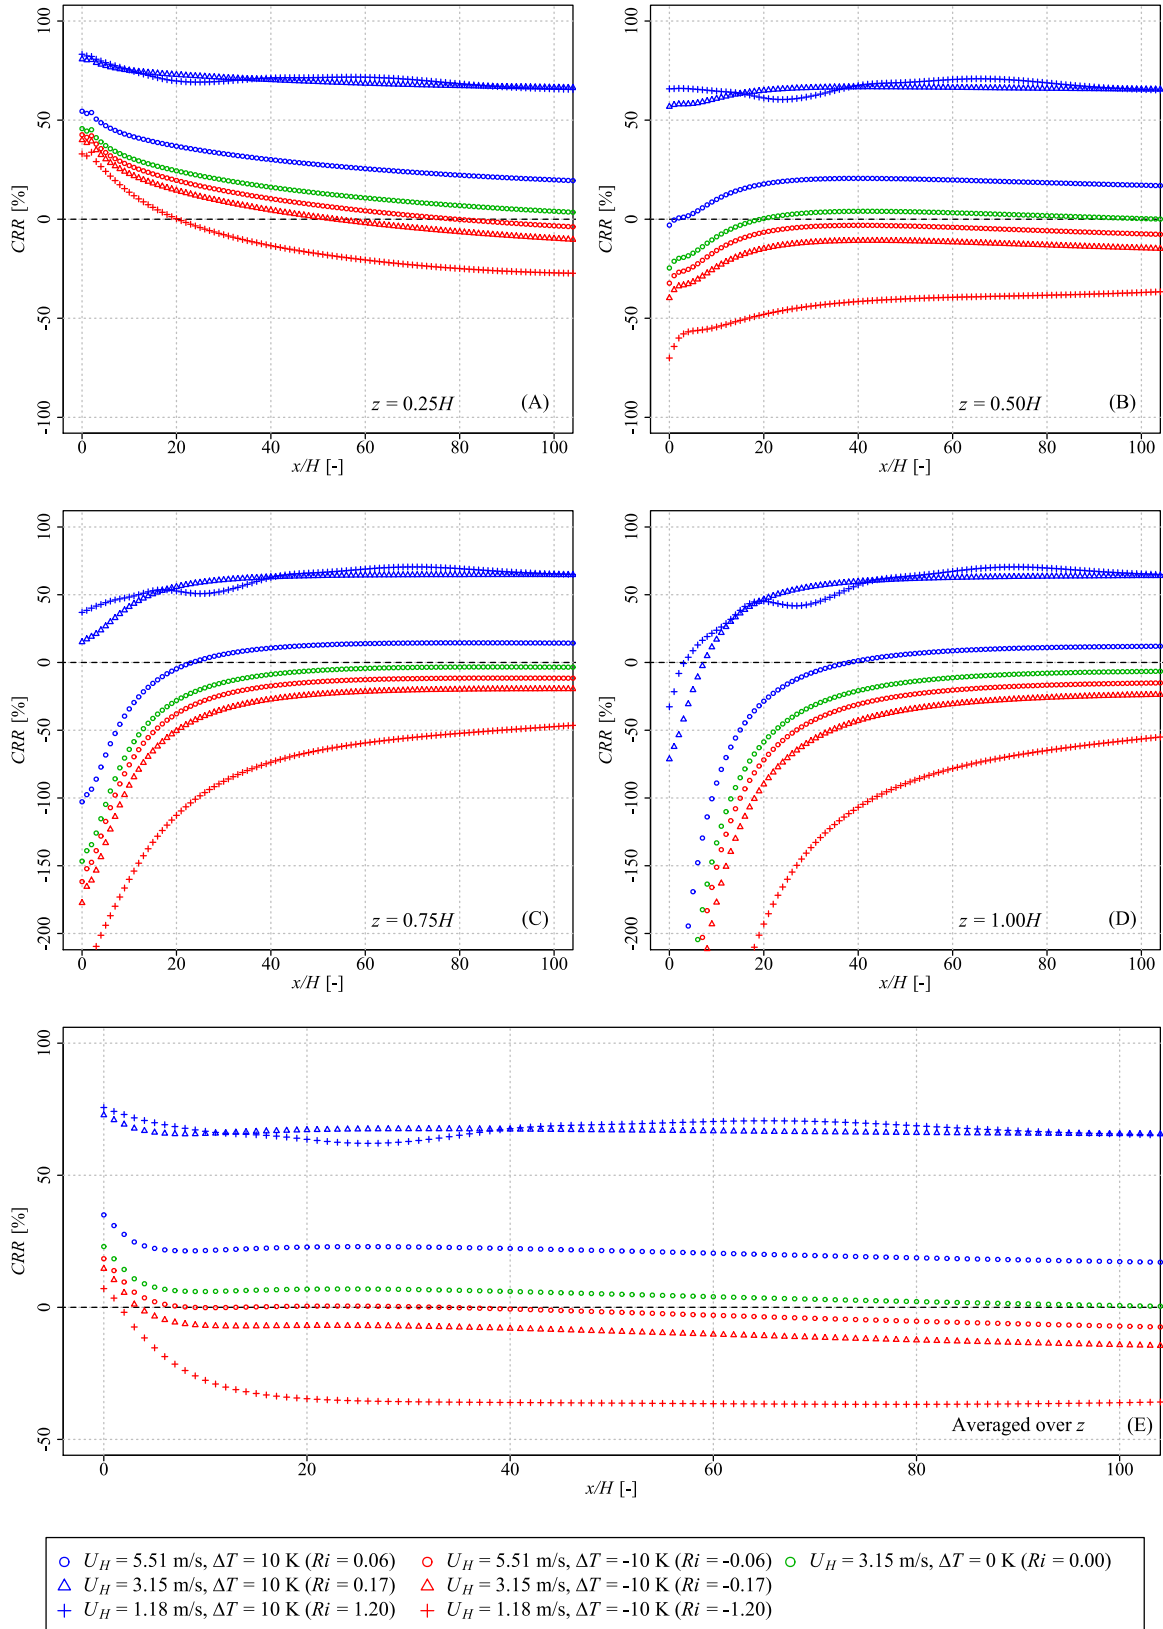 100
50
0
-50
-100
CRR [%]
0 20 40 60 80 100
x/H [-]
z = 0.25H (A)
100
50
0
-50
-100
CRR [%]
0 20 40 60 80 100
x/H [-]
z = 0.50H (B)
100
50
0
-50
-100
-150
-200
CRR [%]
0 20 40 60 80 100
x/H [-]
z = 0.75H (C)
100
50
0
-50
-100
-150
-200
CRR [%]
0 20 40 60 80 100
x/H [-]
z = 1.00H (D)
100
50
0
-50
CRR [%]
0 20 40 60 80 100
x/H [-]
Averaged over z (E)
U_H = 5.51 m/s, ΔT = 10 K (Ri = 0.06) U_H = 5.51 m/s, ΔT = -10 K (Ri = -0.06) U_H = 3.15 m/s, ΔT = 0 K (Ri = 0.00)
U_H = 3.15 m/s, ΔT = 10 K (Ri = 0.17) U_H = 3.15 m/s, ΔT = -10 K (Ri = -0.17)
U_H = 1.18 m/s, ΔT = 10 K (Ri = 1.20) U_H = 1.18 m/s, ΔT = -10 K (Ri = -1.20)